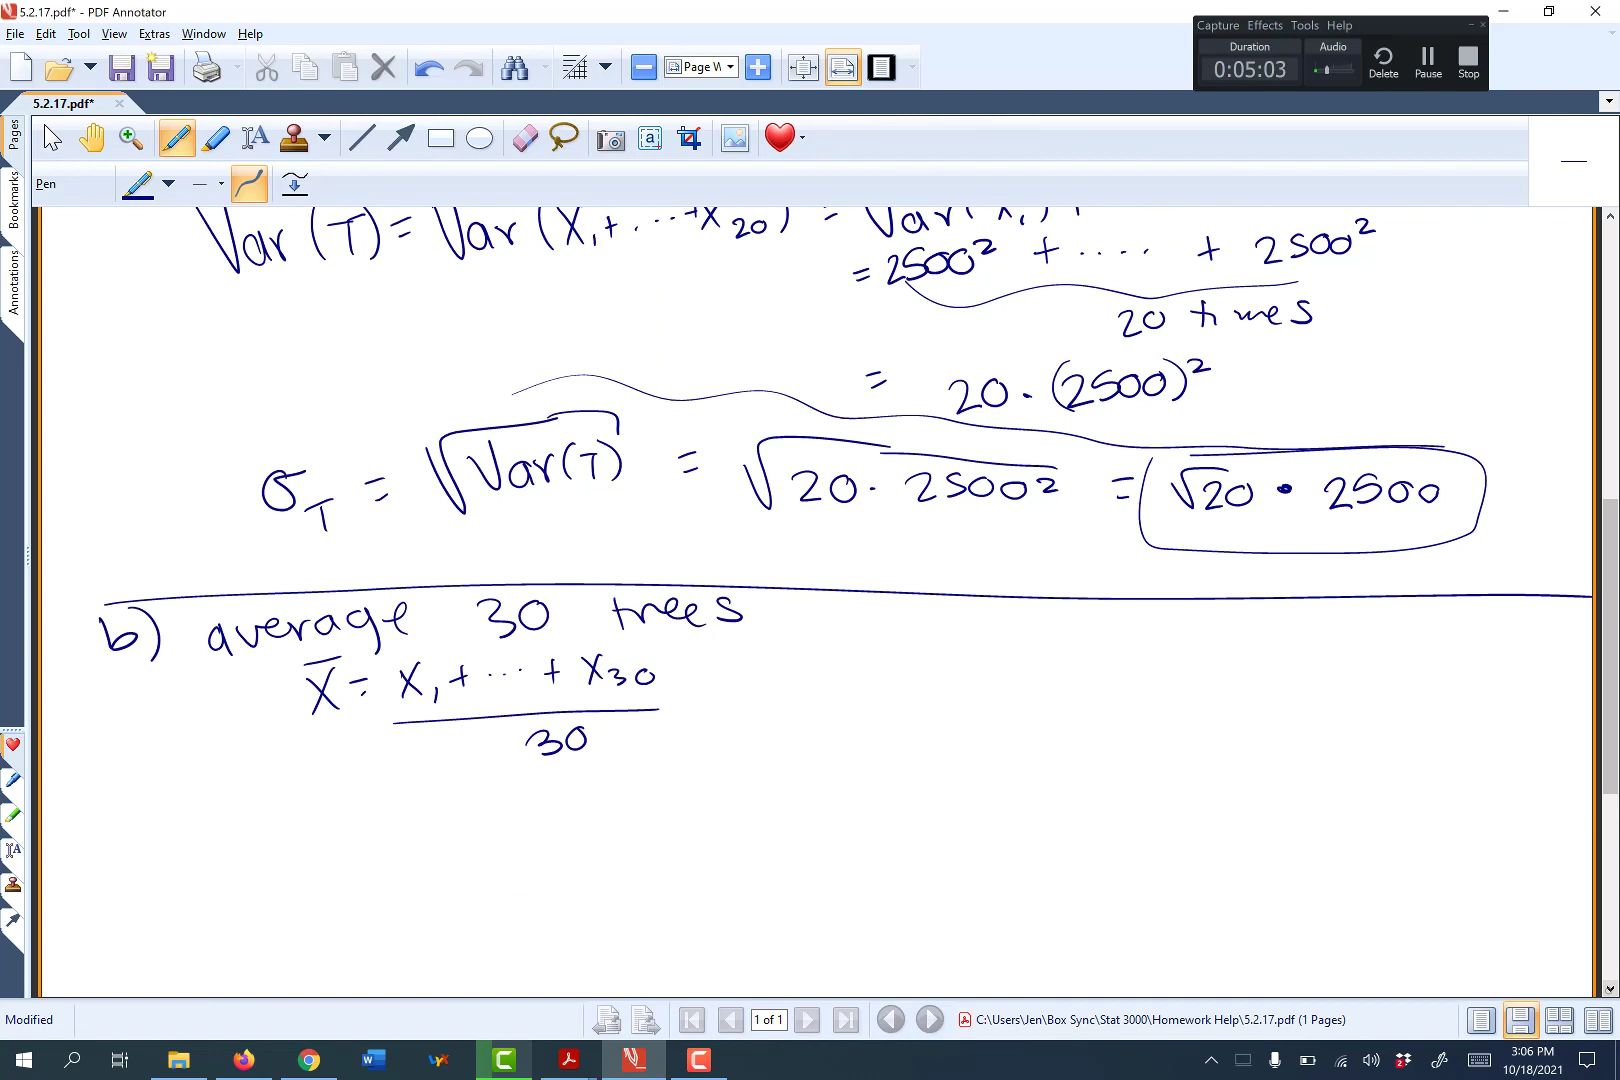 5.2.17.pdf* - PDF Annotator
Capture Effects Tools Help
Duration
Audio
0:05:03
Delete Pause Stop
File Edit Tool View Extras Window Help
Page W
5.2.17.pdf*
Pages
Bookmarks
Annotations
Pen
Var(T) = Var(X₁+ ... +X₂₀) = Var(X₁)+
= 2500² + .... + 2500²
20 times
= 20 · (2500)²
σ_T = √Var(T) = √20 · 2500² = √20 • 2500
b) average 30 trees
X̄ = X₁ + ... + X₃₀
30
Modified
1 of 1
C:\Users\Jen\Box Sync\Stat 3000\Homework Help\5.2.17.pdf (1 Pages)
3:06 PM
10/18/2021